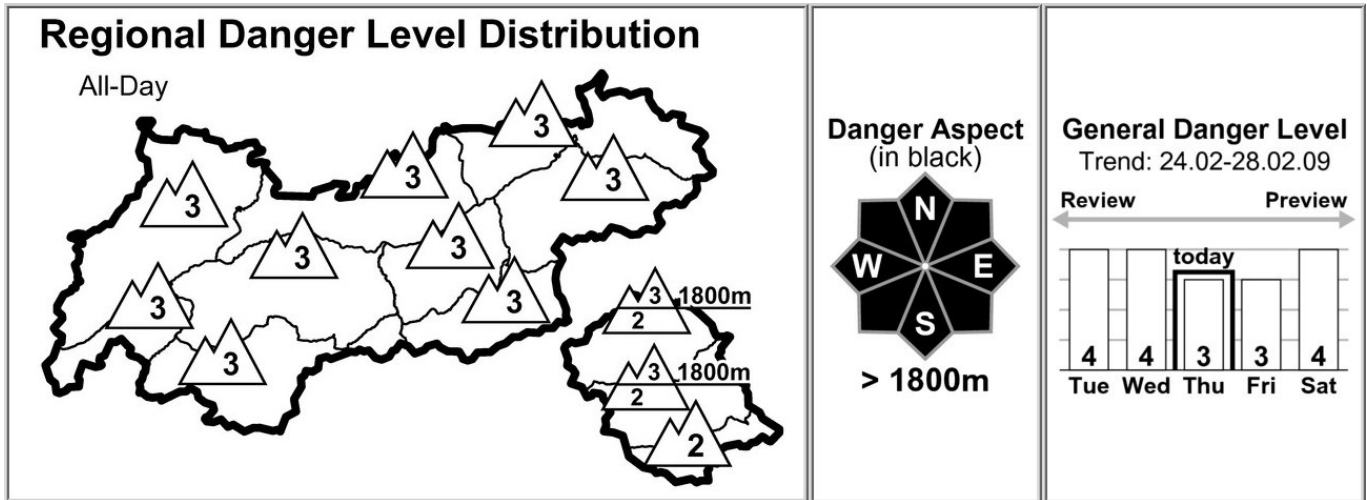 Regional Danger Level Distribution
All-Day
3
3
3
3
3
3
3
3
3
3
3 1800m
2
3 1800m
2
2
Danger Aspect
(in black)
N
W E
S
> 1800m
General Danger Level
Trend: 24.02-28.02.09
Review Preview
today
4 4 3 3 4
Tue Wed Thu Fri Sat